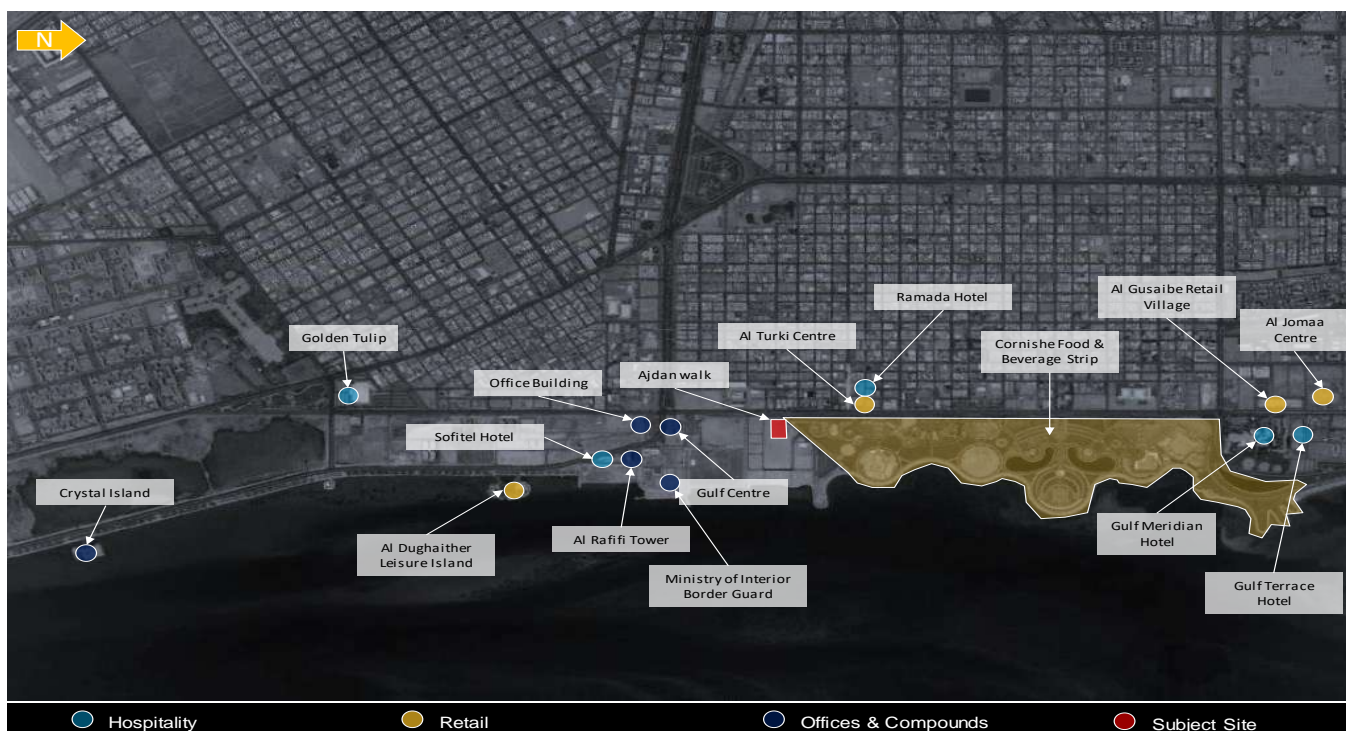 N
Ramada Hotel
Al Gusaibe Retail
Village
Al Jomaa
Centre
Al Turki Centre
Cornishe Food &
Beverage Strip
Golden Tulip
Office Building
Ajdan walk
Sofitel Hotel
Crystal Island
Gulf Centre
Al Dughaither
Leisure Island
Al Rafifi Tower
Gulf Meridian
Hotel
Ministry of Interior
Border Guard
Gulf Terrace
Hotel
Hospitality
Retail
Offices & Compounds
Subject Site